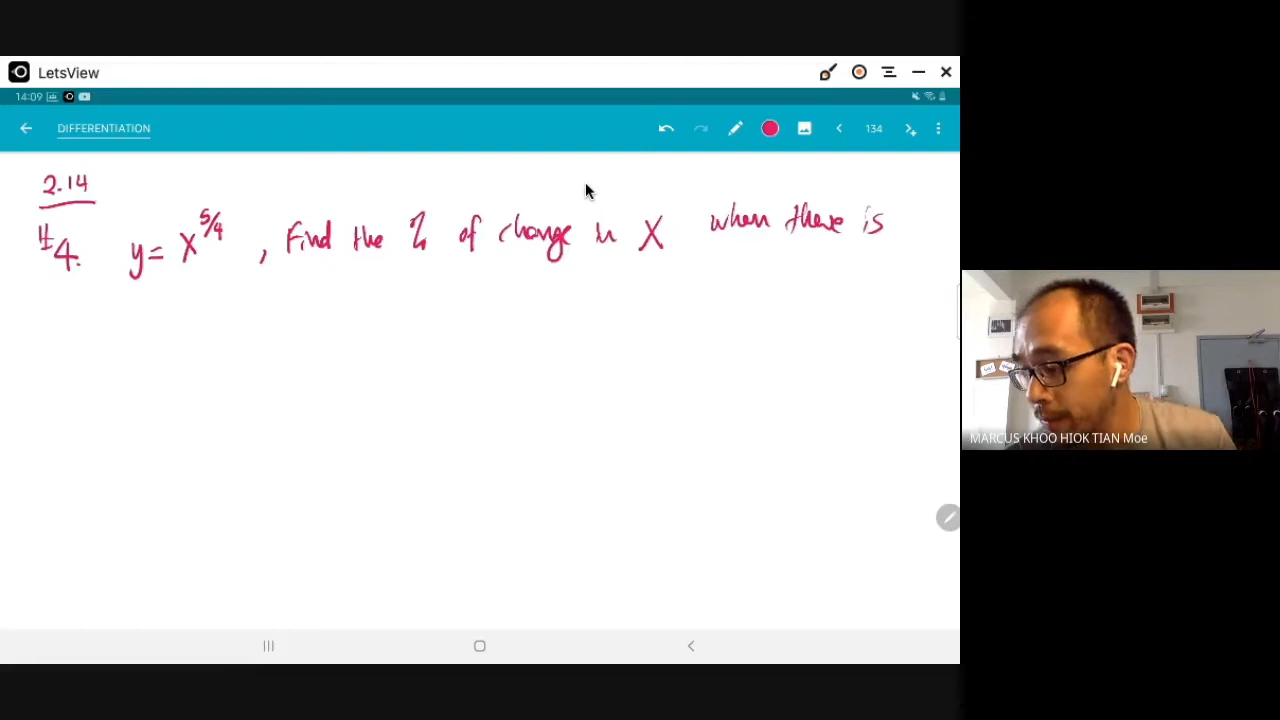 LetsView
14:09
DIFFERENTIATION
134
2.14
4.
y = x^{5/4} , Find the % of change in X when there is
MARCUS KHOO HIOK TIAN Moe